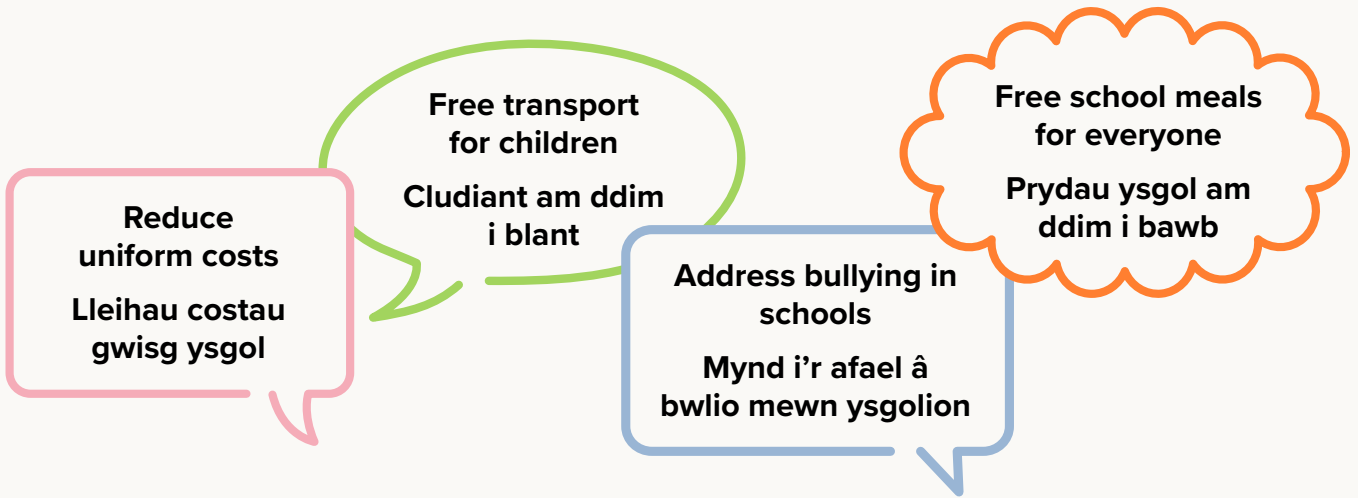 Reduce
uniform costs
Lleihau costau
gwisg ysgol
Free transport
for children
Cludiant am ddim
i blant
Address bullying in
schools
Mynd i’r afael â
bwlio mewn ysgolion
Free school meals
for everyone
Prydau ysgol am
ddim i bawb